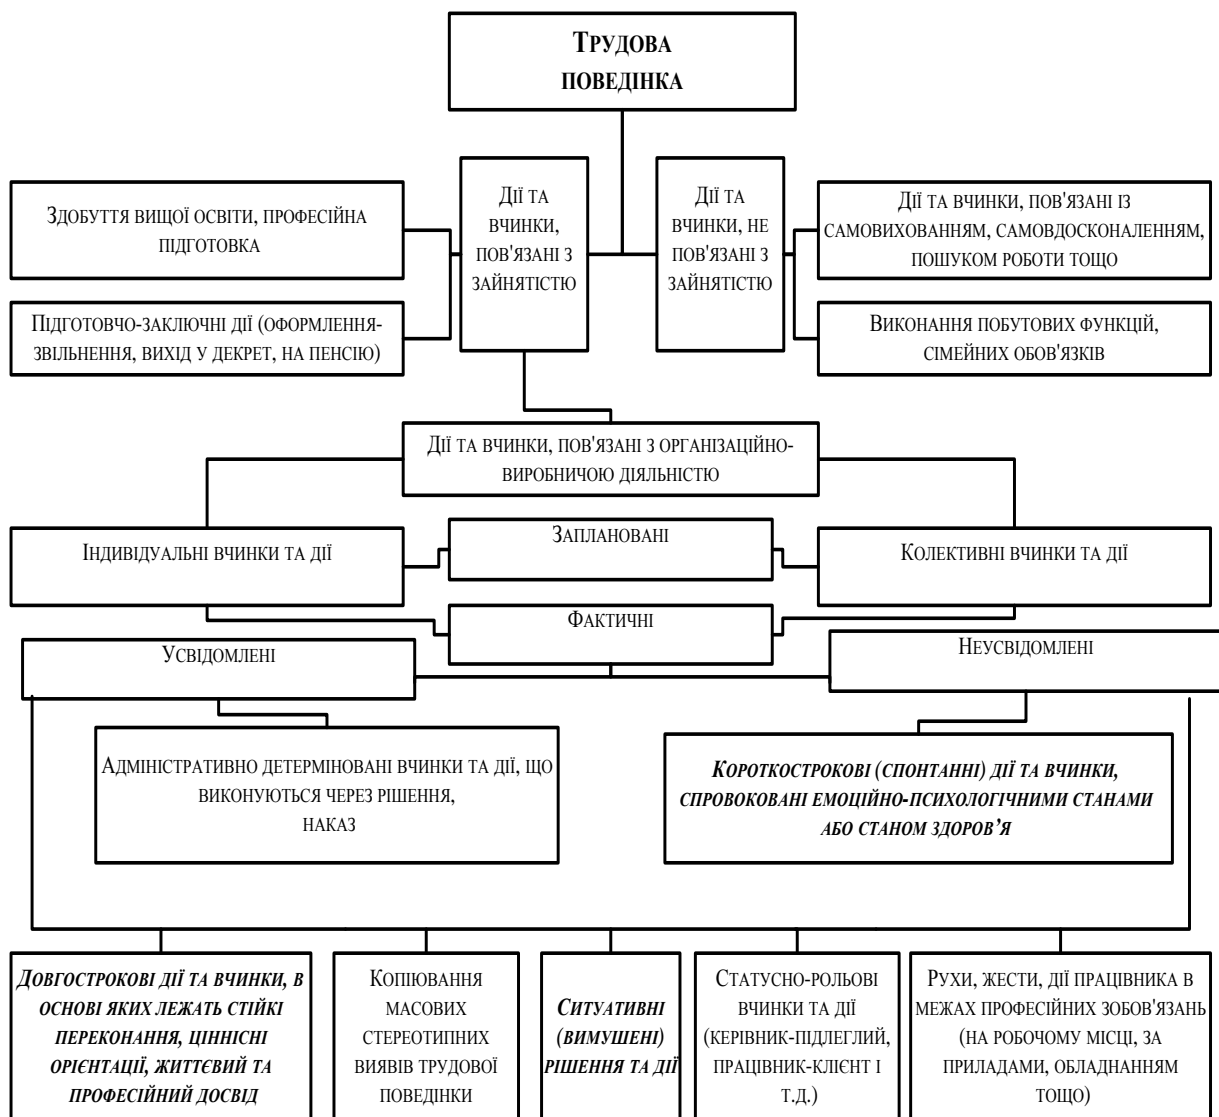 ТРУДОВА
ПОВЕДІНКА
ЗДОБУТТЯ ВИЩОЇ ОСВІТИ, ПРОФЕСІЙНА
ПІДГОТОВКА
ПІДГОТОВЧО-ЗАКЛЮЧНІ ДІЇ (ОФОРМЛЕННЯ-
ЗВІЛЬНЕННЯ, ВИХІД У ДЕКРЕТ, НА ПЕНСІЮ)
ДІЇ ТА
ВЧИНКИ,
ПОВ'ЯЗАНІ З
ЗАЙНЯТІСТЮ
ДІЇ ТА
ВЧИНКИ, НЕ
ПОВ'ЯЗАНІ З
ЗАЙНЯТІСТЮ
ДІЇ ТА ВЧИНКИ, ПОВ'ЯЗАНІ ІЗ
САМОВИХОВАННЯМ, САМОВДОСКОНАЛЕННЯМ,
ПОШУКОМ РОБОТИ ТОЩО
ВИКОНАННЯ ПОБУТОВИХ ФУНКЦІЙ,
СІМЕЙНИХ ОБОВ'ЯЗКІВ
ДІЇ ТА ВЧИНКИ, ПОВ'ЯЗАНІ З ОРГАНІЗАЦІЙНО-
ВИРОБНИЧОЮ ДІЯЛЬНІСТЮ
ІНДИВІДУАЛЬНІ ВЧИНКИ ТА ДІЇ
ЗАПЛАНОВАНІ
КОЛЕКТИВНІ ВЧИНКИ ТА ДІЇ
ФАКТИЧНІ
УСВІДОМЛЕНІ
НЕУСВІДОМЛЕНІ
АДМІНІСТРАТИВНО ДЕТЕРМІНОВАНІ ВЧИНКИ ТА ДІЇ, ЩО
ВИКОНУЮТЬСЯ ЧЕРЕЗ РІШЕННЯ,
НАКАЗ
КОРОТКОСТРОКОВІ (СПОНТАННІ) ДІЇ ТА ВЧИНКИ,
СПРОВОКОВАНІ ЕМОЦІЙНО-ПСИХОЛОГІЧНИМИ СТАНАМИ
АБО СТАНОМ ЗДОРОВ’Я
ДОВГОСТРОКОВІ ДІЇ ТА ВЧИНКИ, В
ОСНОВІ ЯКИХ ЛЕЖАТЬ СТІЙКІ
ПЕРЕКОНАННЯ, ЦІННІСНІ
ОРІЄНТАЦІЇ, ЖИТТЄВИЙ ТА
ПРОФЕСІЙНИЙ ДОСВІД
КОПІЮВАННЯ
МАСОВИХ
СТЕРЕОТИПНИХ
ВИЯВІВ ТРУДОВОЇ
ПОВЕДІНКИ
СИТУАТИВНІ
(ВИМУШЕНІ)
РІШЕННЯ ТА ДІЇ
СТАТУСНО-РОЛЬОВІ
ВЧИНКИ ТА ДІЇ
(КЕРІВНИК-ПІДЛЕГЛИЙ,
ПРАЦІВНИК-КЛІЄНТ І
Т.Д.)
РУХИ, ЖЕСТИ, ДІЇ ПРАЦІВНИКА В
МЕЖАХ ПРОФЕСІЙНИХ ЗОБОВ'ЯЗАНЬ
(НА РОБОЧОМУ МІСЦІ, ЗА
ПРИЛАДАМИ, ОБЛАДНАННЯМ
ТОЩО)